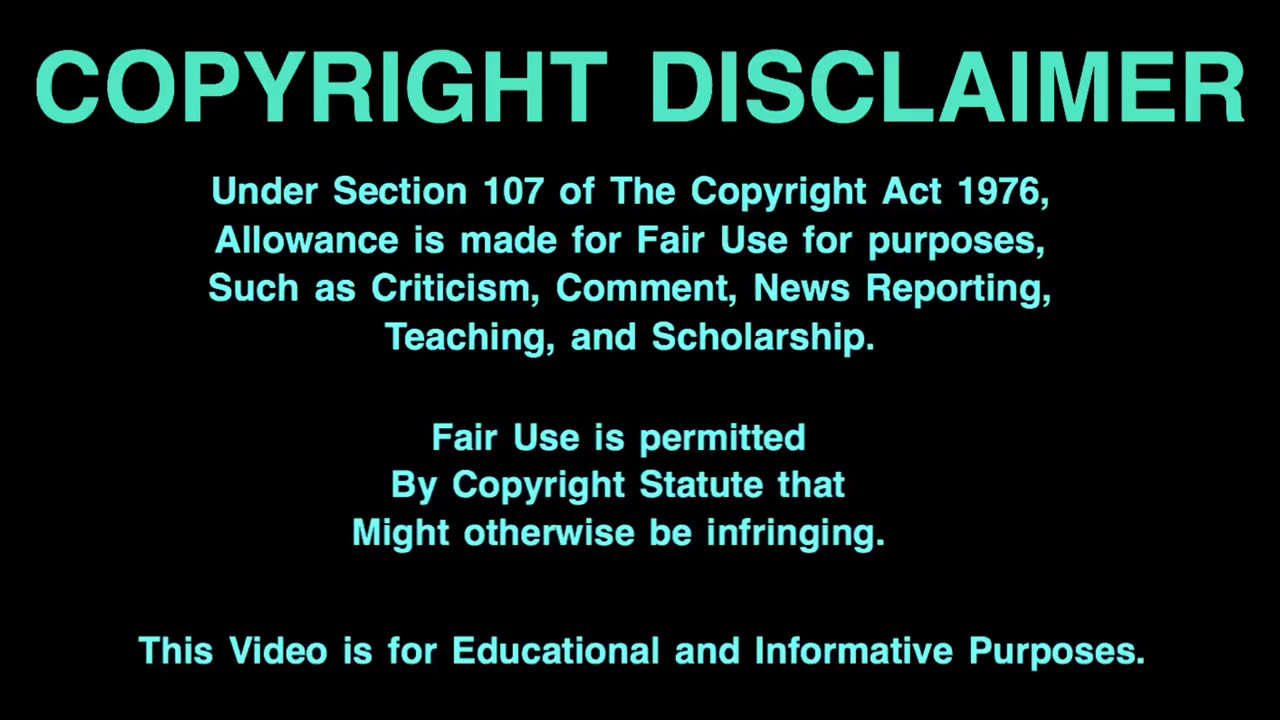 COPYRIGHT DISCLAIMER
Under Section 107 of The Copyright Act 1976,
Allowance is made for Fair Use for purposes,
Such as Criticism, Comment, News Reporting,
Teaching, and Scholarship.
Fair Use is permitted
By Copyright Statute that
Might otherwise be infringing.
This Video is for Educational and Informative Purposes.